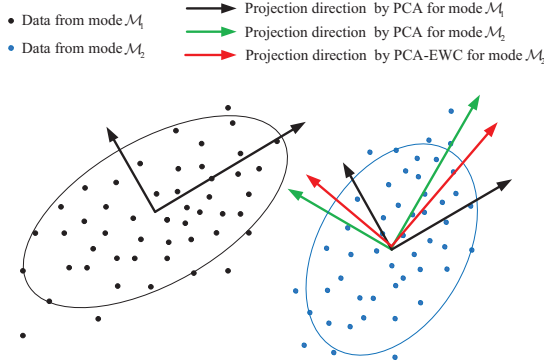 Data from mode ℳ₁
Data from mode ℳ₂
Projection direction by PCA for mode ℳ₁
Projection direction by PCA for mode ℳ₂
Projection direction by PCA-EWC for mode ℳ₂